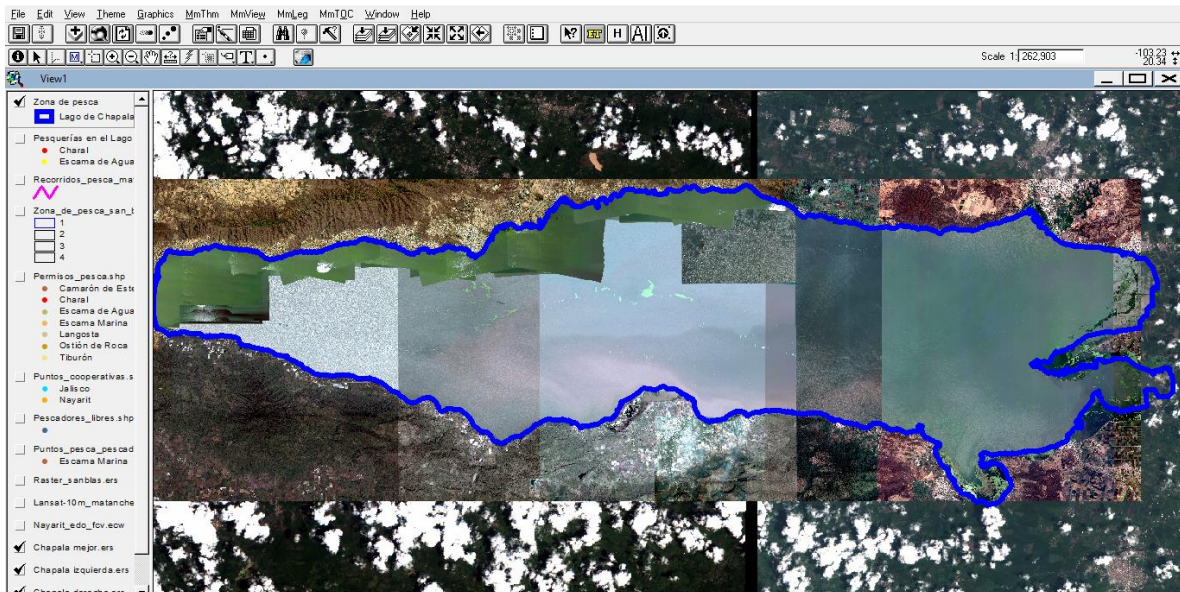 File Edit View Theme Graphics MmThm MmView MmLeg MmTOC Window Help
Scale 1: 262,903
-103.23
20.34
View1
Zona de pesca
Lago de Chapala
Pesquerías en el Lago
Charal
Escama de Agua
Recorridos_pesca_ma
Zona_de_pesca_san_b
1
2
3
4
Permisos_pesca.shp
Camarón de Este
Charal
Escama de Agua
Escama Marina
Langosta
Ostión de Roca
Tiburón
Puntos_cooperativas.s
Jalisco
Nayarit
Pescadores_libres.shp
Puntos_pesca_pescad
Escama Marina
Raster_sanblas.ers
Lansat-10m_matanche
Nayarit_edo_fcv.ecw
Chapala mejor.ers
Chapala izquierda.ers